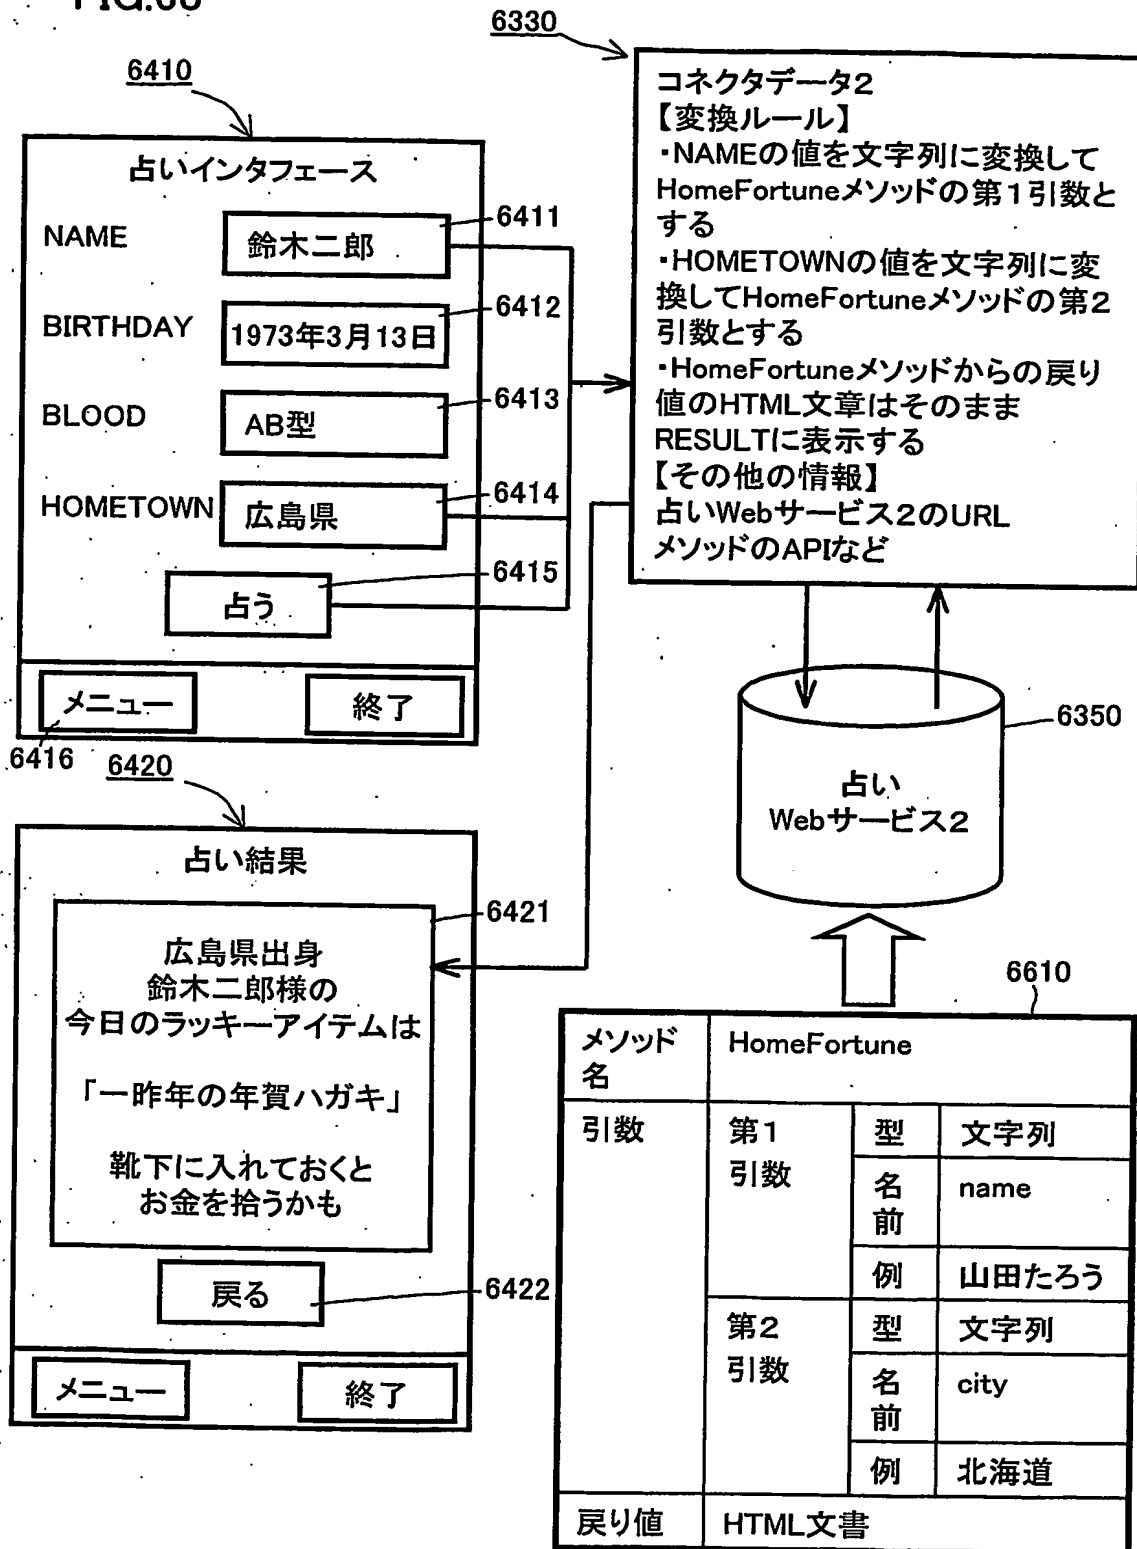 6330
6410
占いインタフェース
NAME
鈴木二郎
6411
BIRTHDAY
1973年3月13日
6412
BLOOD
AB型
6413
HOMETOWN
広島県
6414
占う
6415
メニュー
終了
6416
コネクタデータ2
【変換ルール】
・NAMEの値を文字列に変換して
HomeFortuneメソッドの第1引数と
する
・HOMETOWNの値を文字列に変
換してHomeFortuneメソッドの第2
引数とする
・HomeFortuneメソッドからの戻り
値のHTML文章はそのまま
RESULTに表示する
【その他の情報】
占いWebサービス2のURL
メソッドのAPIなど
6350
占い
Webサービス2
6420
占い結果
6421
広島県出身
鈴木二郎様の
今日のラッキーアイテムは
「一昨年の年賀ハガキ」
靴下に入れておくと
お金を拾うかも
戻る
6422
メニュー
終了
6610
メソッド
名
HomeFortune
引数
第1
引数
型
文字列
名
前
name
例
山田たろう
第2
引数
型
文字列
名
前
city
例
北海道
戻り値
HTML文書